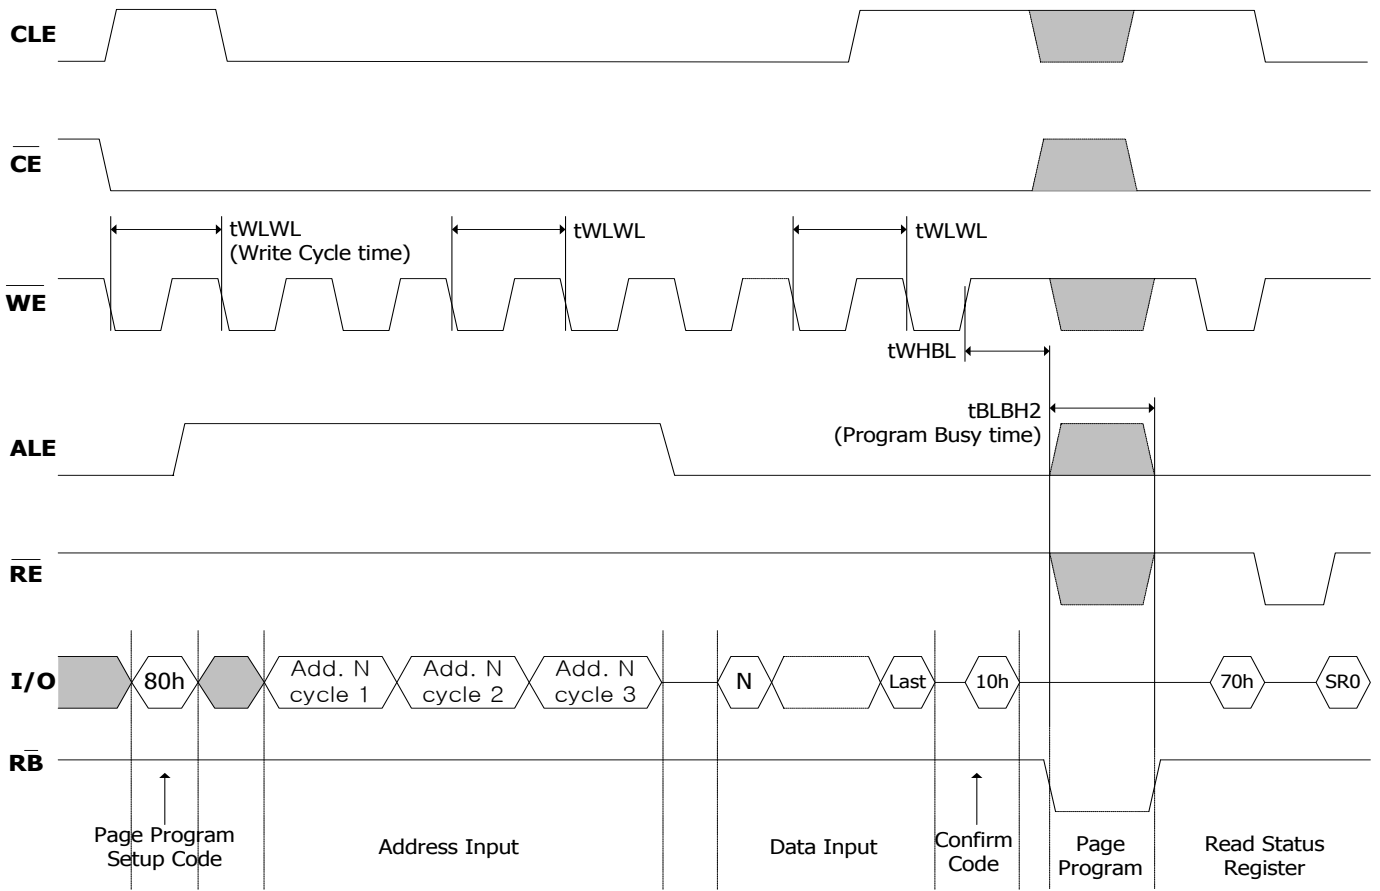 CLE
CE
tWLWL
(Write Cycle time)
tWLWL
tWLWL
WE
tWHBL
tBLBH2
(Program Busy time)
ALE
RE
I/O
80h
Add. N
cycle 1
Add. N
cycle 2
Add. N
cycle 3
N
Last
10h
70h
SR0
RB
Page Program
Setup Code
Address Input
Data Input
Confirm
Code
Page
Program
Read Status
Register